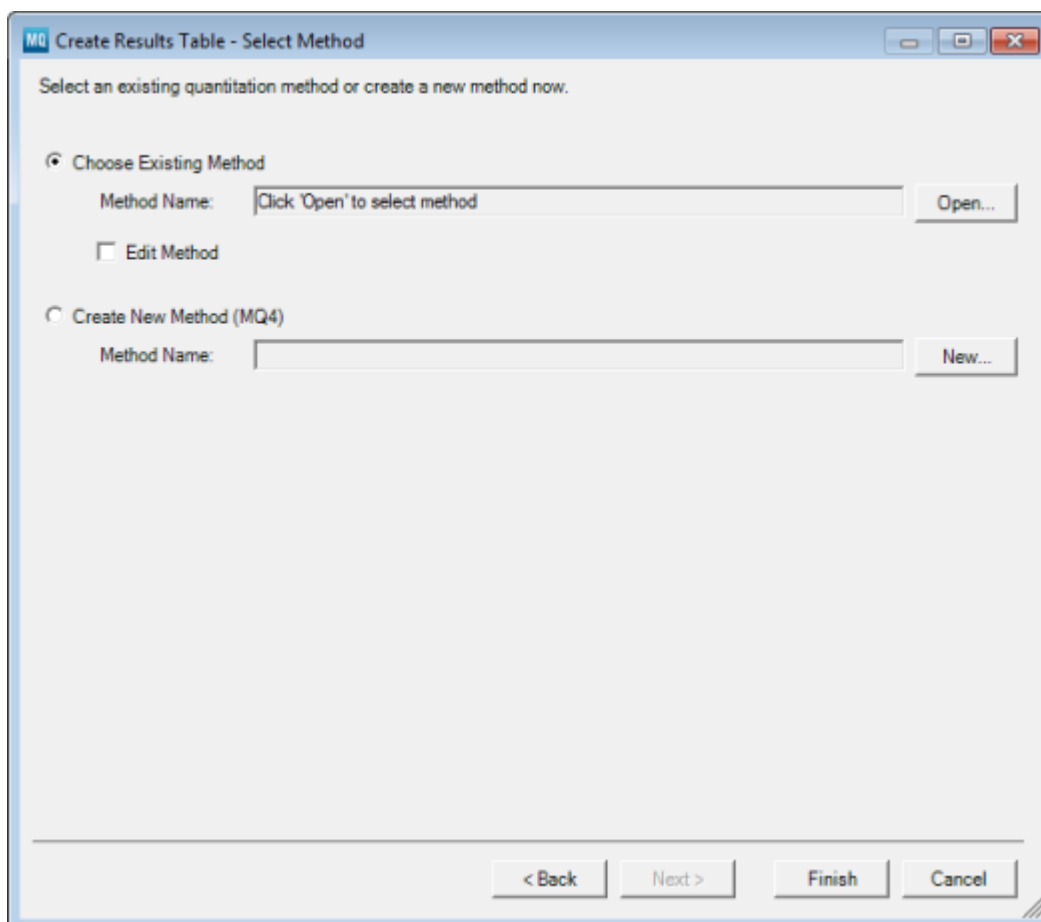 MQ Create Results Table - Select Method
Select an existing quantitation method or create a new method now.
Choose Existing Method
Method Name: Click 'Open' to select method Open...
Edit Method
Create New Method (MQ4)
Method Name: New...
< Back Next > Finish Cancel